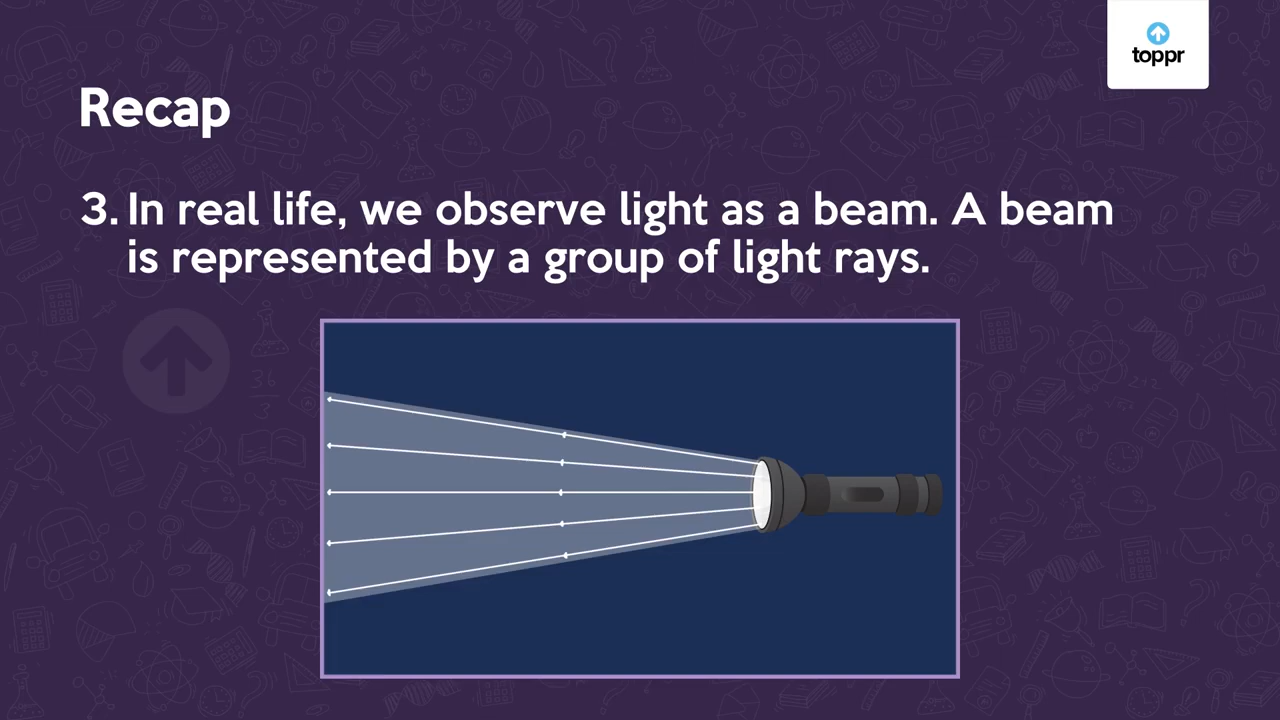 toppr
Recap
3. In real life, we observe light as a beam. A beam
is represented by a group of light rays.